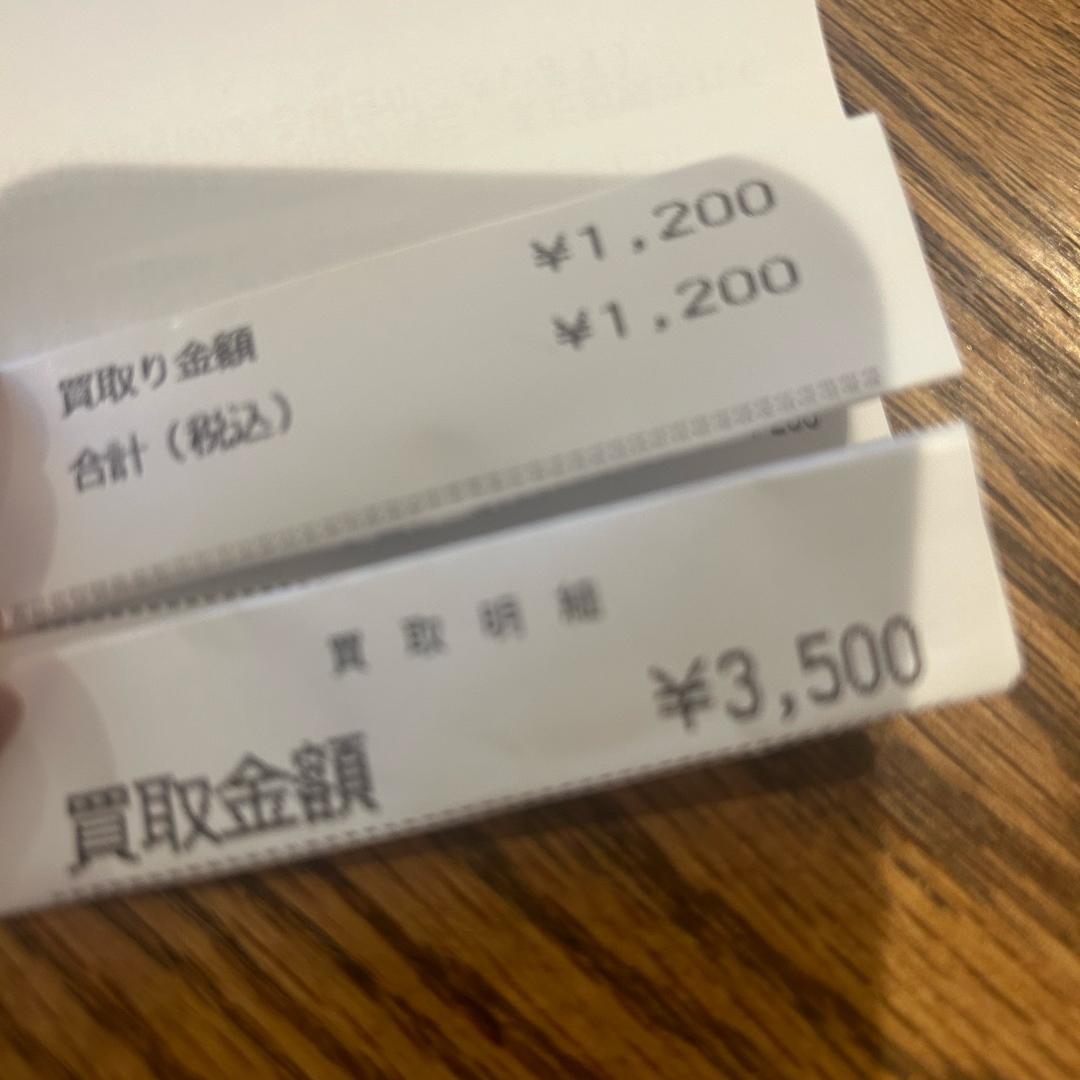 買取り金額 ¥1,200
合計(税込) ¥1,200
買取明細
買取金額 ¥3,500